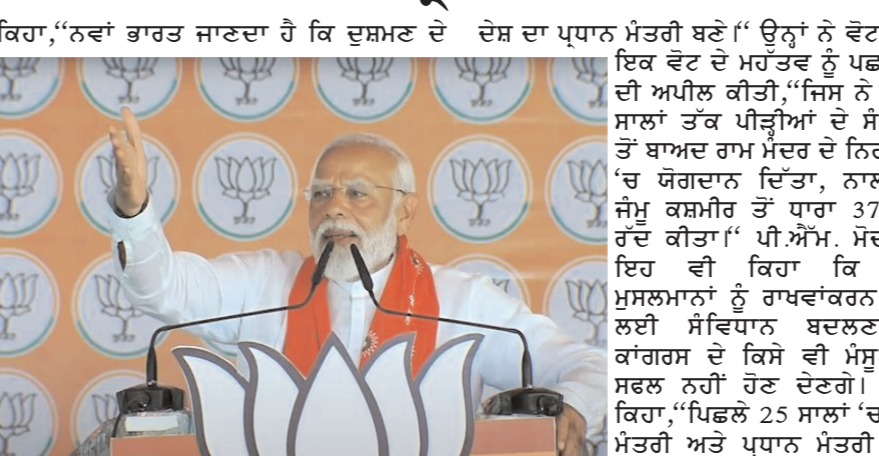 ਕਿਹਾ,“ਨਵਾਂ ਭਾਰਤ ਜਾਣਦਾ ਹੈ ਕਿ ਦੁਸ਼ਮਣ ਦੇ
ਦੇਸ਼ ਦਾ ਪ੍ਰਧਾਨ ਮੰਤਰੀ ਬਣੇ।“ ਉਨ੍ਹਾਂ ਨੇ ਵੋਟ
ਇਕ ਵੋਟ ਦੇ ਮਹੱਤਵ ਨੂੰ ਪਛ
ਦੀ ਅਪੀਲ ਕੀਤੀ,“ਜਿਸ ਨੇ
ਸਾਲਾਂ ਤੱਕ ਪੀੜ੍ਹੀਆਂ ਦੇ ਸੰ
ਤੋਂ ਬਾਅਦ ਰਾਮ ਮੰਦਰ ਦੇ ਨਿਰ
‘ਚ ਯੋਗਦਾਨ ਦਿੱਤਾ, ਨਾਲ
ਜੰਮੂ ਕਸ਼ਮੀਰ ਤੋਂ ਧਾਰਾ 37
ਰੱਦ ਕੀਤਾ।“ ਪੀ.ਐੱਮ. ਮੋਦ
ਇਹ ਵੀ ਕਿਹਾ ਕਿ
ਮੁਸਲਮਾਨਾਂ ਨੂੰ ਰਾਖਵਾਂਕਰਨ
ਲਈ ਸੰਵਿਧਾਨ ਬਦਲਣ
ਕਾਂਗਰਸ ਦੇ ਕਿਸੇ ਵੀ ਮੰਸੂ
ਸਫਲ ਨਹੀਂ ਹੋਣ ਦੇਣਗੇ।
ਕਿਹਾ,“ਪਿਛਲੇ 25 ਸਾਲਾਂ ‘ਚ
ਮੰਤਰੀ ਅਤੇ ਪ੍ਰਧਾਨ ਮੰਤਰੀ